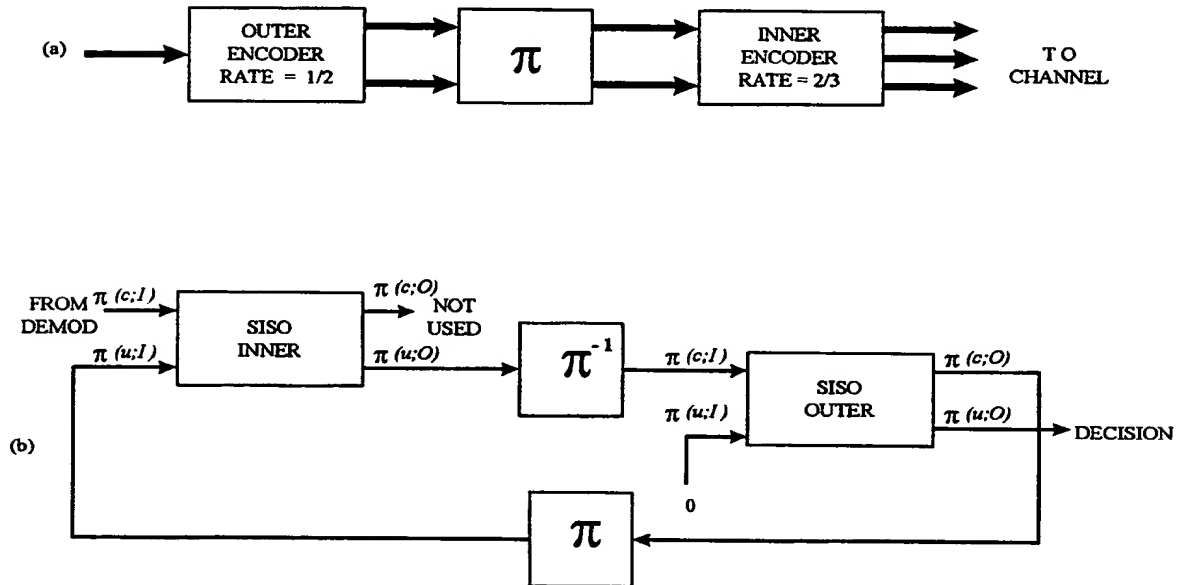 (a)
OUTER
ENCODER
RATE = 1/2
π
INNER
ENCODER
RATE = 2/3
T O
CHANNEL
(b)
FROM
DEMOD
π (c;I)
π (u;I)
SISO
INNER
π (c;O)
NOT
USED
π (u;O)
π⁻¹
π (c;I)
π (u;I)
0
SISO
OUTER
π (c;O)
π (u;O)
DECISION
π